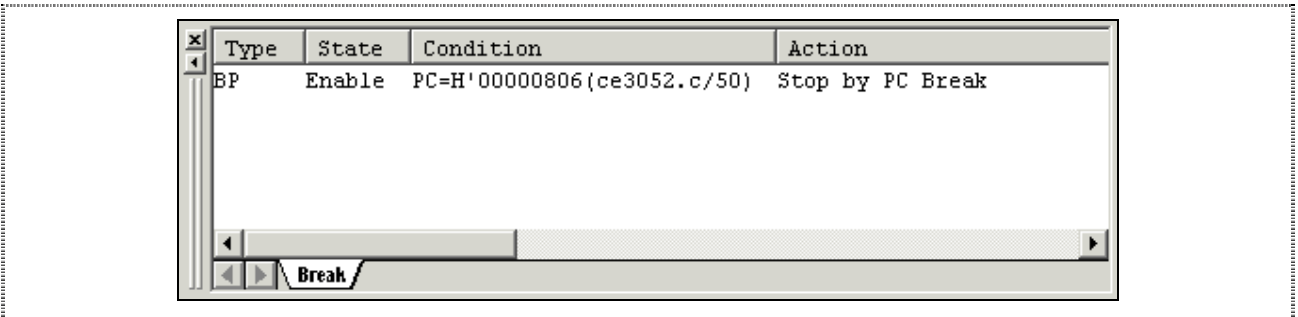 Type State Condition Action
BP Enable PC=H'00000806(ce3052.c/50) Stop by PC Break
Break